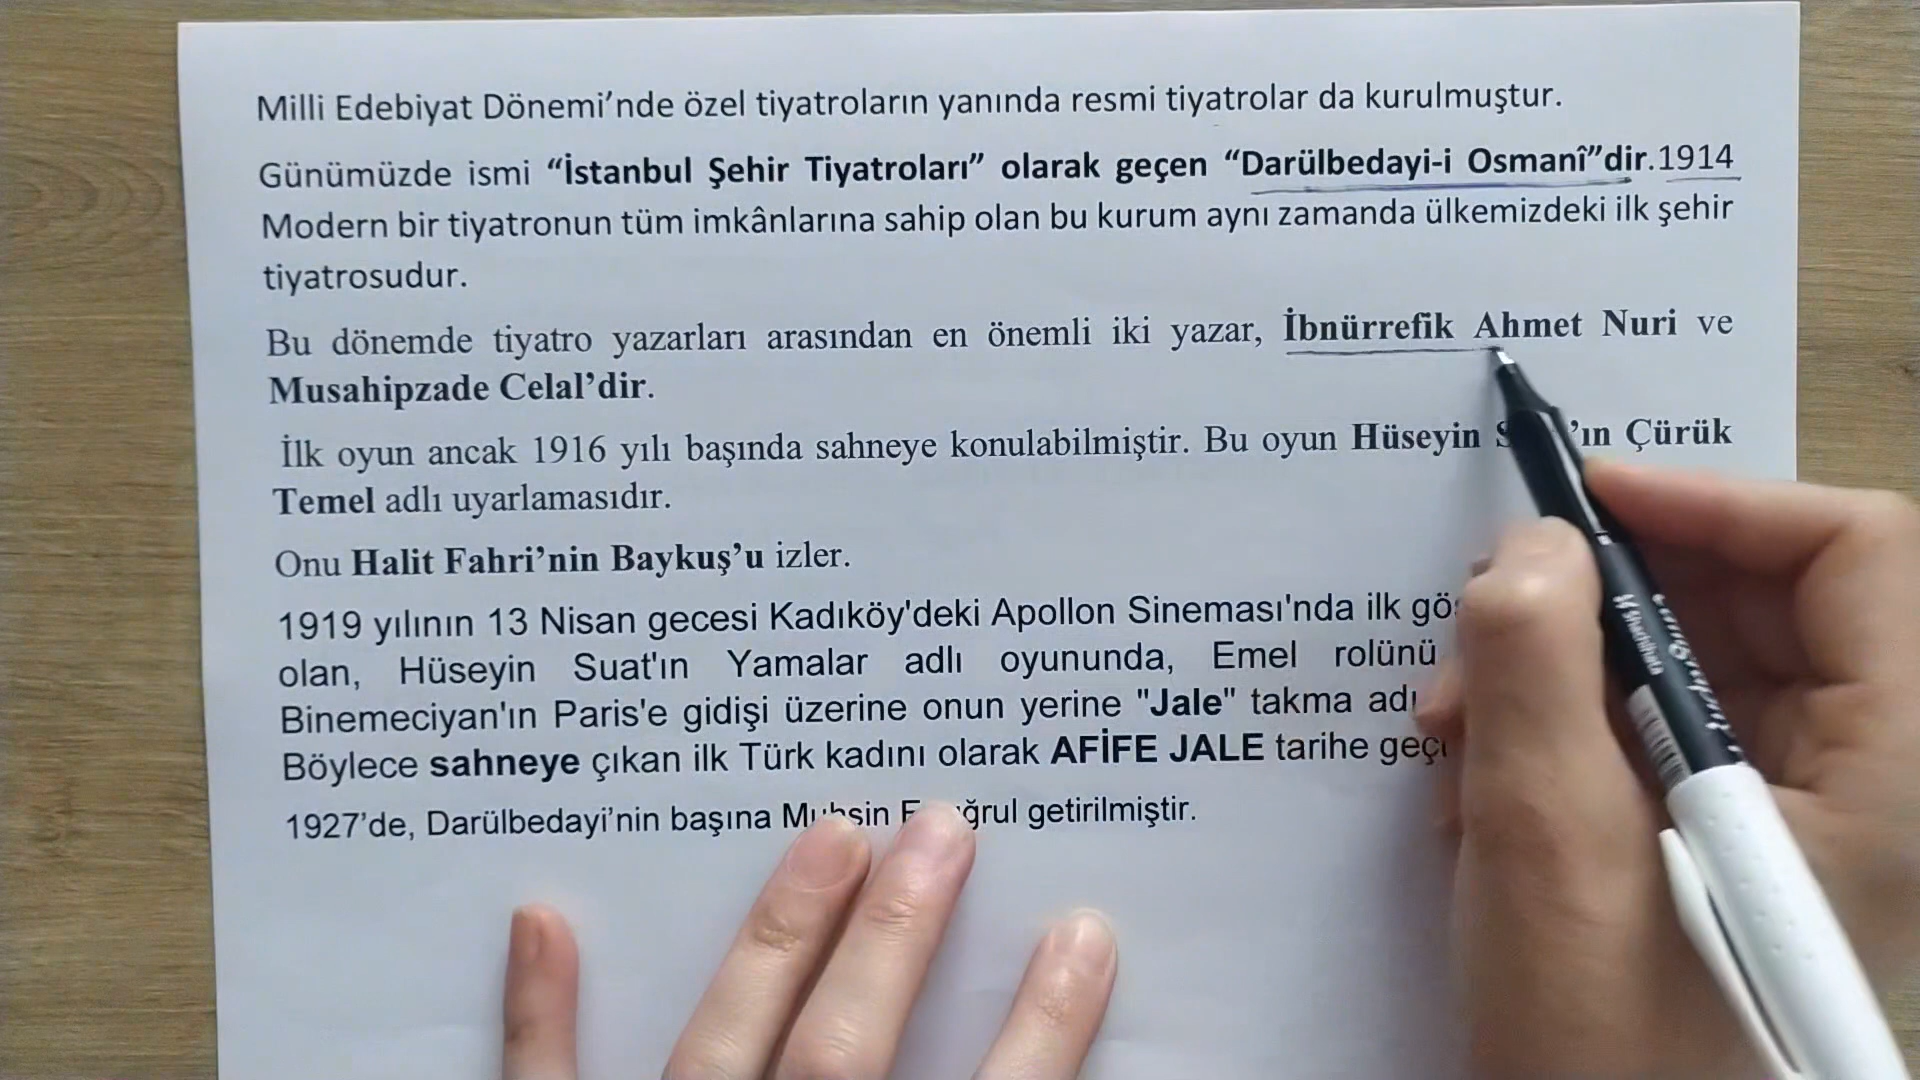 Milli Edebiyat Dönemi’nde özel tiyatroların yanında resmi tiyatrolar da kurulmuştur.
Günümüzde ismi “İstanbul Şehir Tiyatroları” olarak geçen “Darülbedayi-i Osmanî”dir.1914
Modern bir tiyatronun tüm imkânlarına sahip olan bu kurum aynı zamanda ülkemizdeki ilk şehir
tiyatrosudur.
Bu dönemde tiyatro yazarları arasından en önemli iki yazar, İbnürrefik Ahmet Nuri ve
Musahipzade Celal’dir.
İlk oyun ancak 1916 yılı başında sahneye konulabilmiştir. Bu oyun Hüseyin Çürük
Temel adlı uyarlamasıdır.
Onu Halit Fahri’nin Baykuş’u izler.
1919 yılının 13 Nisan gecesi Kadıköy'deki Apollon Sineması'nda ilk
olan, Hüseyin Suat'ın Yamalar adlı oyununda, Emel rolünü
Binemeciyan'ın Paris'e gidişi üzerine onun yerine "Jale" takma
Böylece sahneye çıkan ilk Türk kadını olarak AFİFE JALE tarihe
1927’de, Darülbedayi’nin başına getirilmiştir.